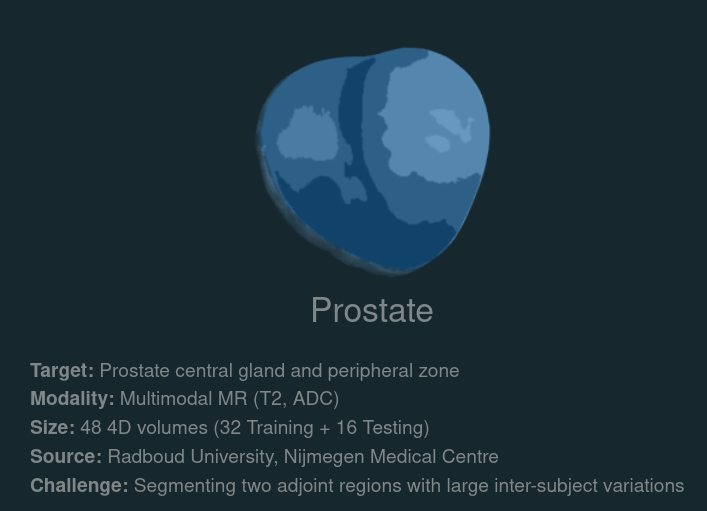 Prostate
Target: Prostate central gland and peripheral zone
Modality: Multimodal MR (T2, ADC)
Size: 48 4D volumes (32 Training + 16 Testing)
Source: Radboud University, Nijmegen Medical Centre
Challenge: Segmenting two adjoint regions with large inter-subject variations